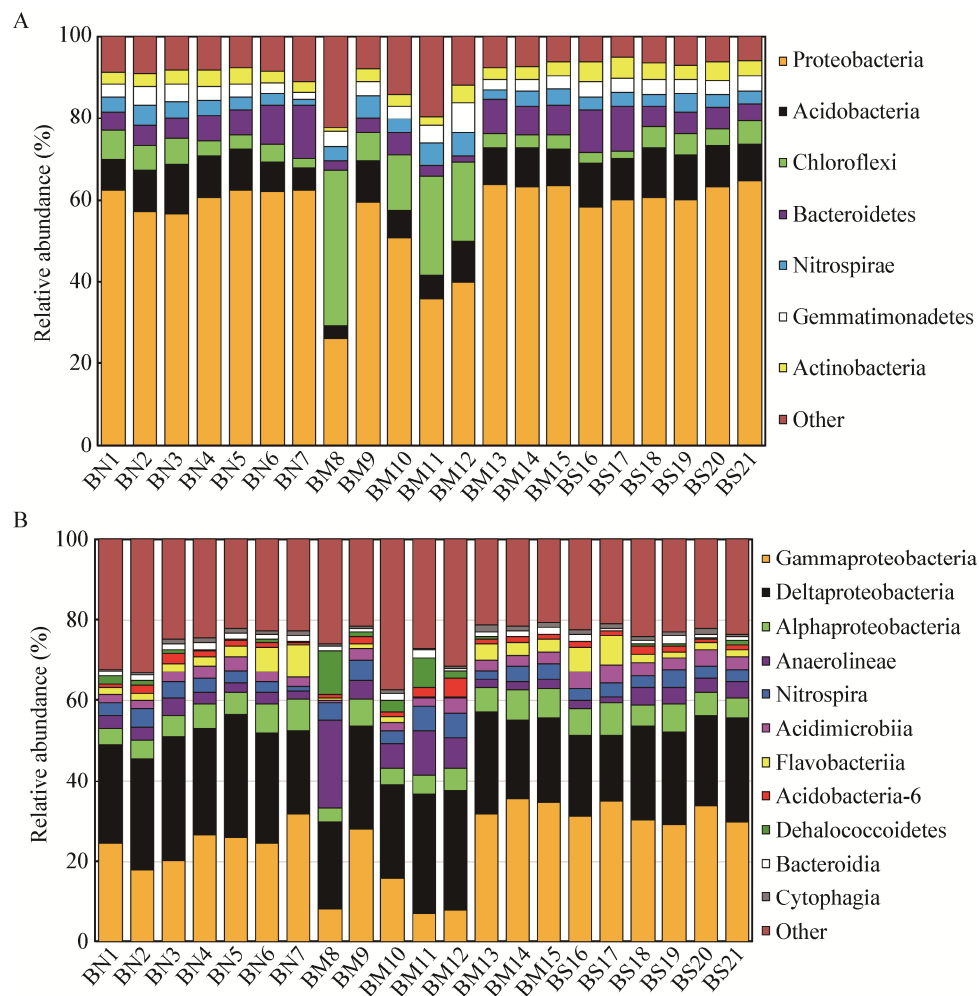 A
Relative abundance (%)
100
80
60
40
20
0
BN1 BN2 BN3 BN4 BN5 BN6 BN7 BM8 BM9 BM10 BM11 BM12 BM13 BM14 BM15 BS16 BS17 BS18 BS19 BS20 BS21
Proteobacteria
Acidobacteria
Chloroflexi
Bacteroidetes
Nitrospirae
Gemmatimonadetes
Actinobacteria
Other
B
Relative abundance (%)
100
80
60
40
20
0
BN1 BN2 BN3 BN4 BN5 BN6 BN7 BM8 BM9 BM10 BM11 BM12 BM13 BM14 BM15 BS16 BS17 BS18 BS19 BS20 BS21
Gammaproteobacteria
Deltaproteobacteria
Alphaproteobacteria
Anaerolineae
Nitrospira
Acidimicrobiia
Flavobacteriia
Acidobacteria-6
Dehalococcoidetes
Bacteroidia
Cytophagia
Other